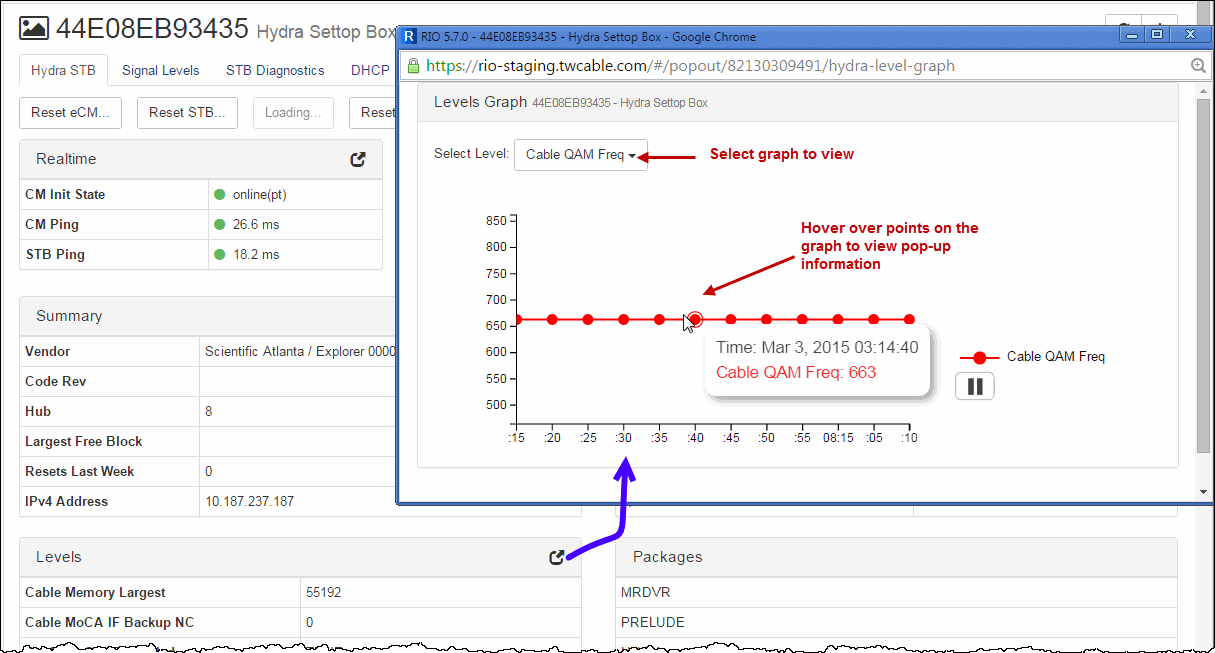 44E08EB93435 Hydra Settop Box
Hydra STB Signal Levels STB Diagnostics DHCP
Reset eCM... Reset STB... Loading... Reset
Realtime
CM Init State online(pt)
CM Ping 26.6 ms
STB Ping 18.2 ms
Summary
Vendor Scientific Atlanta / Explorer 0000
Code Rev
Hub 8
Largest Free Block
Resets Last Week 0
IPv4 Address 10.187.237.187
Levels
Cable Memory Largest 55192
Cable MoCA IF Backup NC 0
Packages
MRDVR
PRELUDE
R RIO 5.7.0 - 44E08EB93435 - Hydra Settop Box - Google Chrome
https://rio-staging.twcable.com/#/popout/82130309491/hydra-level-graph
Levels Graph 44E08EB93435 - Hydra Settop Box
Select Level: Cable QAM Freq
Select graph to view
Hover over points on the
graph to view pop-up
information
850
800
750
700
650
600
550
500
:15 :20 :25 :30 :35 :40 :45 :50 :55 08:15 :05 :10
Time: Mar 3, 2015 03:14:40
Cable QAM Freq: 663
Cable QAM Freq